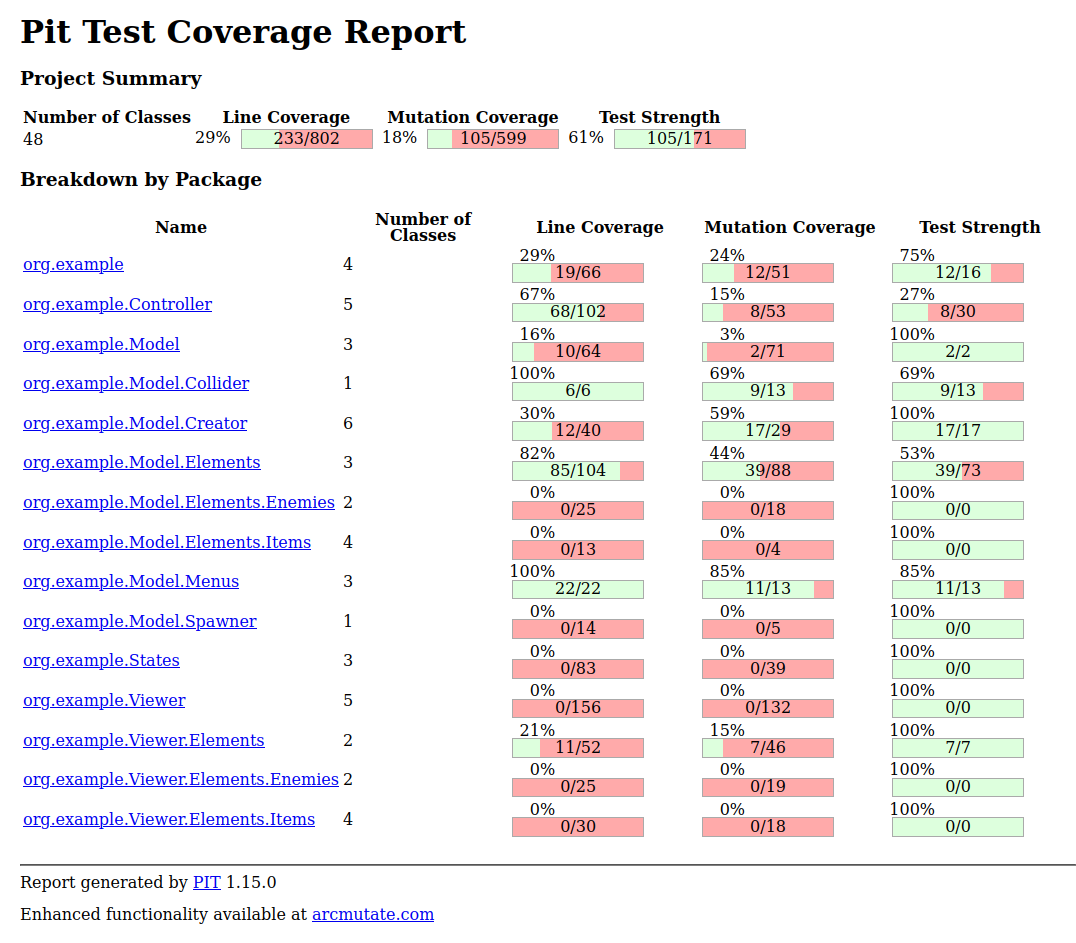 Pit Test Coverage Report
Project Summary
Number of Classes Line Coverage Mutation Coverage Test Strength
48 29% 233/802 18% 105/599 61% 105/171
Breakdown by Package
Name Number of Classes Line Coverage Mutation Coverage Test Strength
org.example 4 29% 19/66 24% 12/51 75% 12/16
org.example.Controller 5 67% 68/102 15% 8/53 27% 8/30
org.example.Model 3 16% 10/64 3% 2/71 100% 2/2
org.example.Model.Collider 1 100% 6/6 69% 9/13 69% 9/13
org.example.Model.Creator 6 30% 12/40 59% 17/29 100% 17/17
org.example.Model.Elements 3 82% 85/104 44% 39/88 53% 39/73
org.example.Model.Elements.Enemies 2 0% 0/25 0% 0/18 100% 0/0
org.example.Model.Elements.Items 4 0% 0/13 0% 0/4 100% 0/0
org.example.Model.Menus 3 100% 22/22 85% 11/13 85% 11/13
org.example.Model.Spawner 1 0% 0/14 0% 0/5 100% 0/0
org.example.States 3 0% 0/83 0% 0/39 100% 0/0
org.example.Viewer 5 0% 0/156 0% 0/132 100% 0/0
org.example.Viewer.Elements 2 21% 11/52 15% 7/46 100% 7/7
org.example.Viewer.Elements.Enemies 2 0% 0/25 0% 0/19 100% 0/0
org.example.Viewer.Elements.Items 4 0% 0/30 0% 0/18 100% 0/0
Report generated by PIT 1.15.0
Enhanced functionality available at arcmutate.com